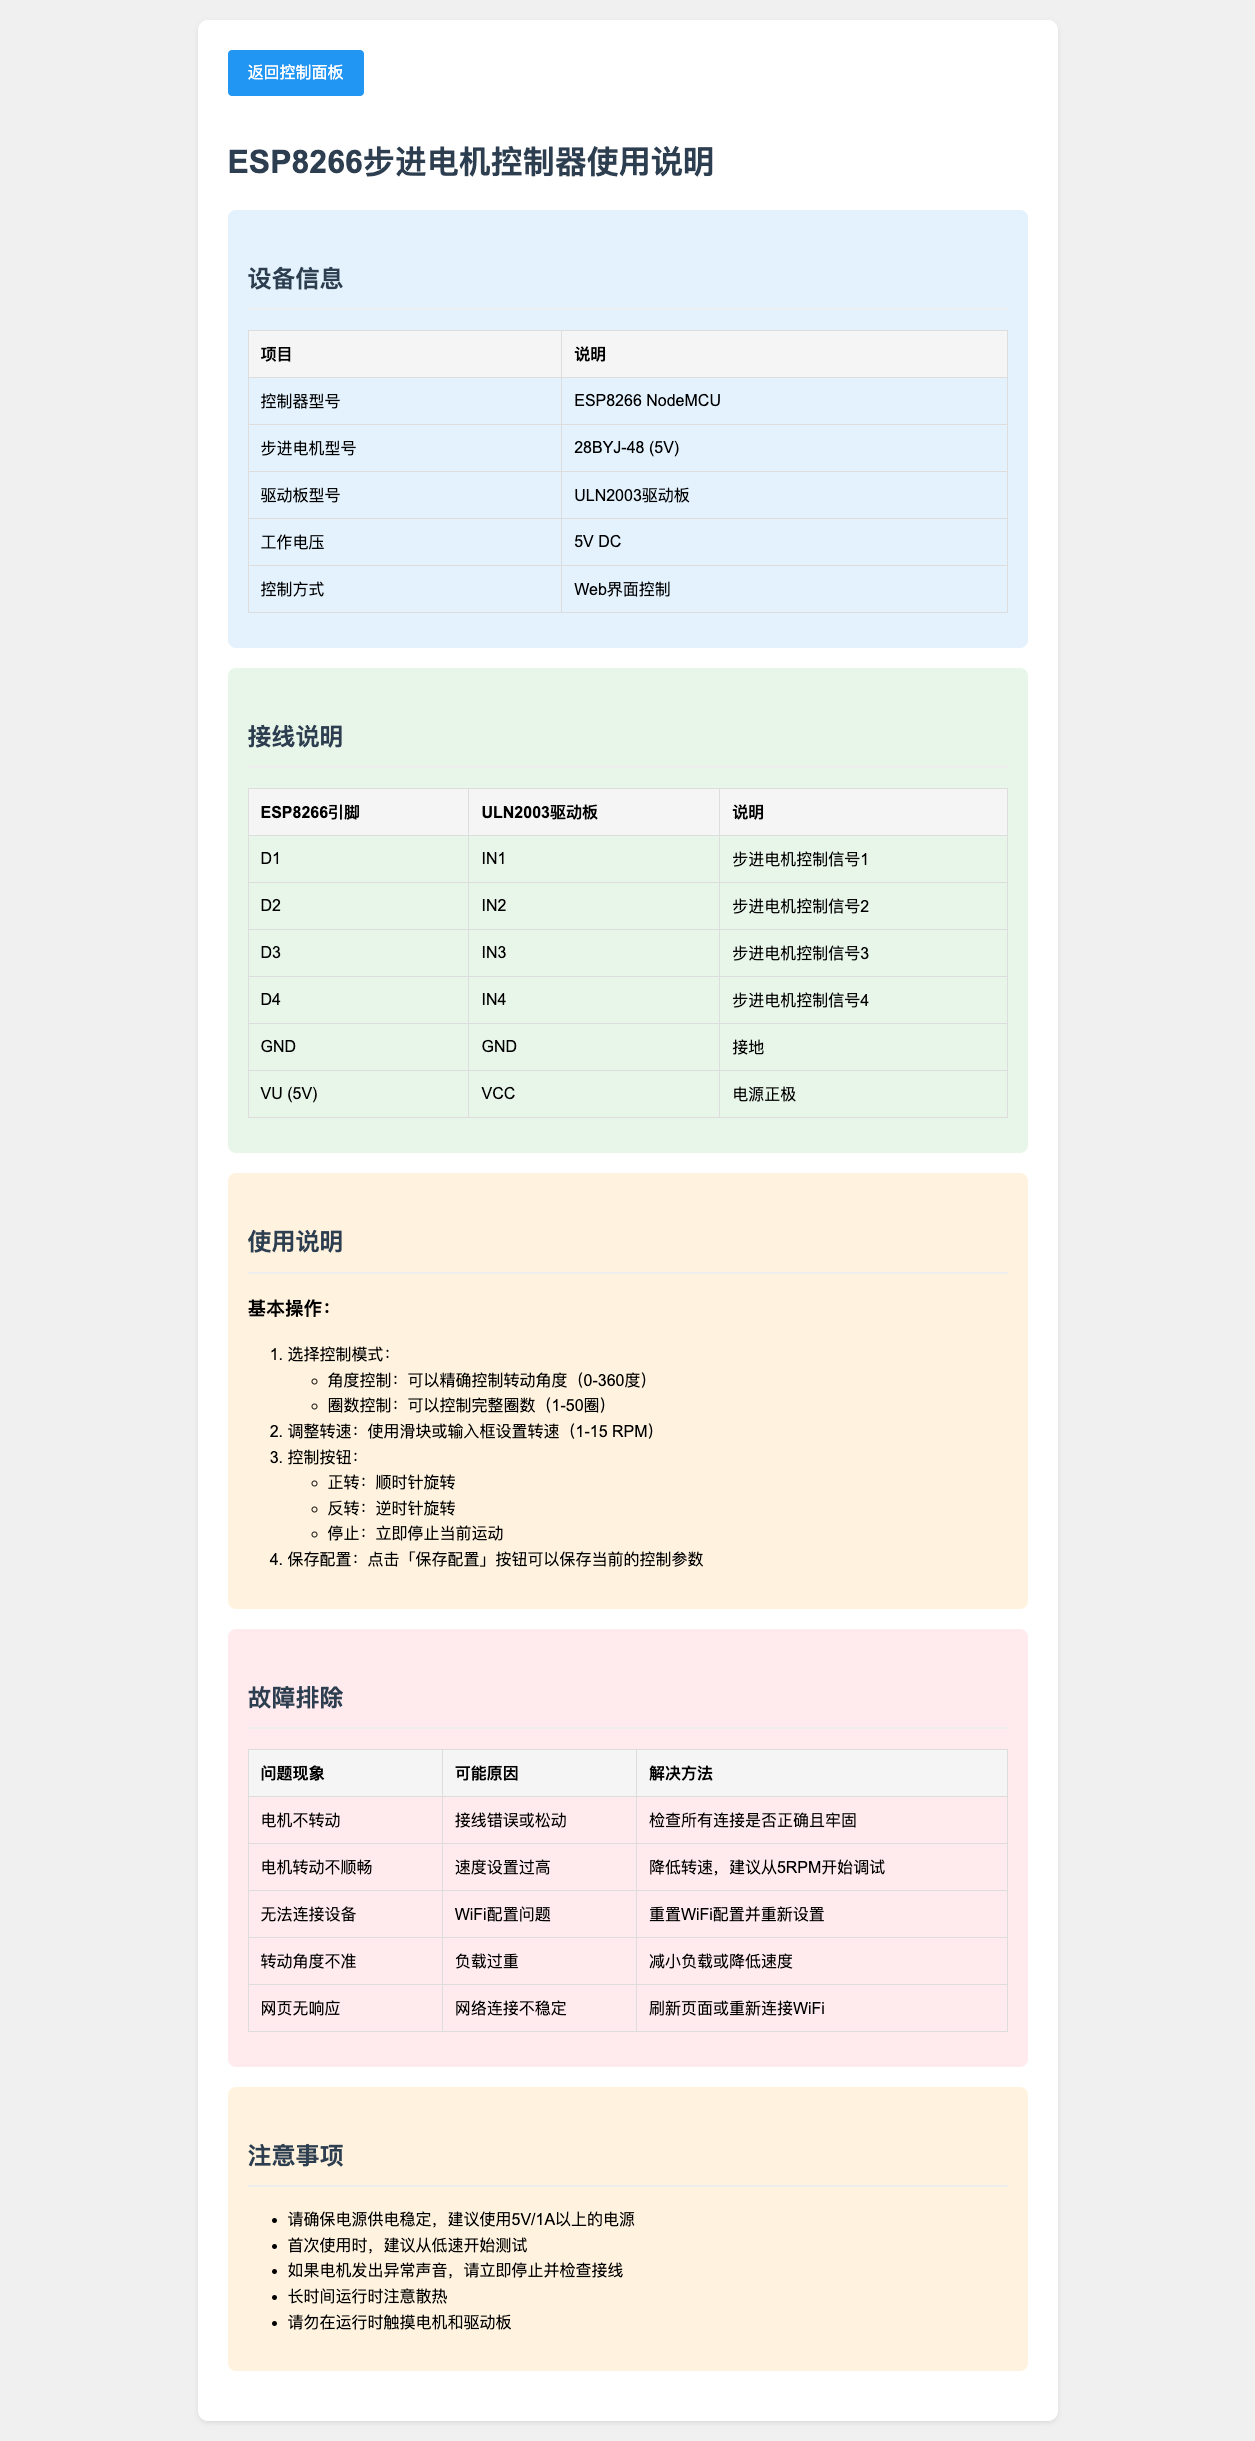 返回控制面板
ESP8266步进电机控制器使用说明
设备信息
项目 说明
控制器型号 ESP8266 NodeMCU
步进电机型号 28BYJ-48 (5V)
驱动板型号 ULN2003驱动板
工作电压 5V DC
控制方式 Web界面控制
接线说明
ESP8266引脚 ULN2003驱动板 说明
D1 IN1 步进电机控制信号1
D2 IN2 步进电机控制信号2
D3 IN3 步进电机控制信号3
D4 IN4 步进电机控制信号4
GND GND 接地
VU (5V) VCC 电源正极
使用说明
基本操作：
1. 选择控制模式：
◦ 角度控制：可以精确控制转动角度（0-360度）
◦ 圈数控制：可以控制完整圈数（1-50圈）
2. 调整转速：使用滑块或输入框设置转速（1-15 RPM）
3. 控制按钮：
◦ 正转：顺时针旋转
◦ 反转：逆时针旋转
◦ 停止：立即停止当前运动
4. 保存配置：点击「保存配置」按钮可以保存当前的控制参数
故障排除
问题现象 可能原因 解决方法
电机不转动 接线错误或松动 检查所有连接是否正确且牢固
电机转动不顺畅 速度设置过高 降低转速，建议从5RPM开始调试
无法连接设备 WiFi配置问题 重置WiFi配置并重新设置
转动角度不准 负载过重 减小负载或降低速度
网页无响应 网络连接不稳定 刷新页面或重新连接WiFi
注意事项
• 请确保电源供电稳定，建议使用5V/1A以上的电源
• 首次使用时，建议从低速开始测试
• 如果电机发出异常声音，请立即停止并检查接线
• 长时间运行时注意散热
• 请勿在运行时触摸电机和驱动板